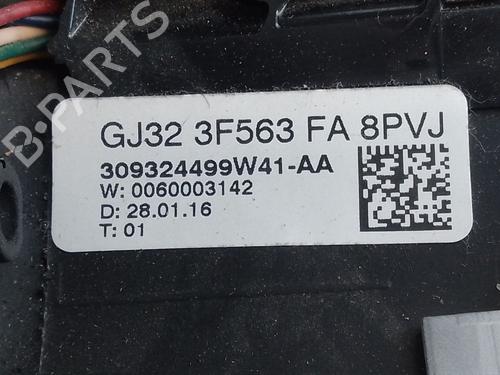 GJ32 3F563 FA 8PVJ
309324499W41-AA
W: 0060003142
D: 28.01.16
T: 01
B-PARTS